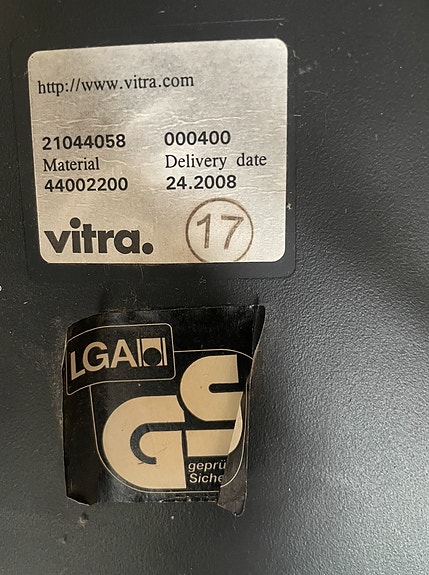 http://www.vitra.com
21044058 000400
Material Delivery date
44002200 24.2008
vitra. 17
LGA
GS
geprü
Siche